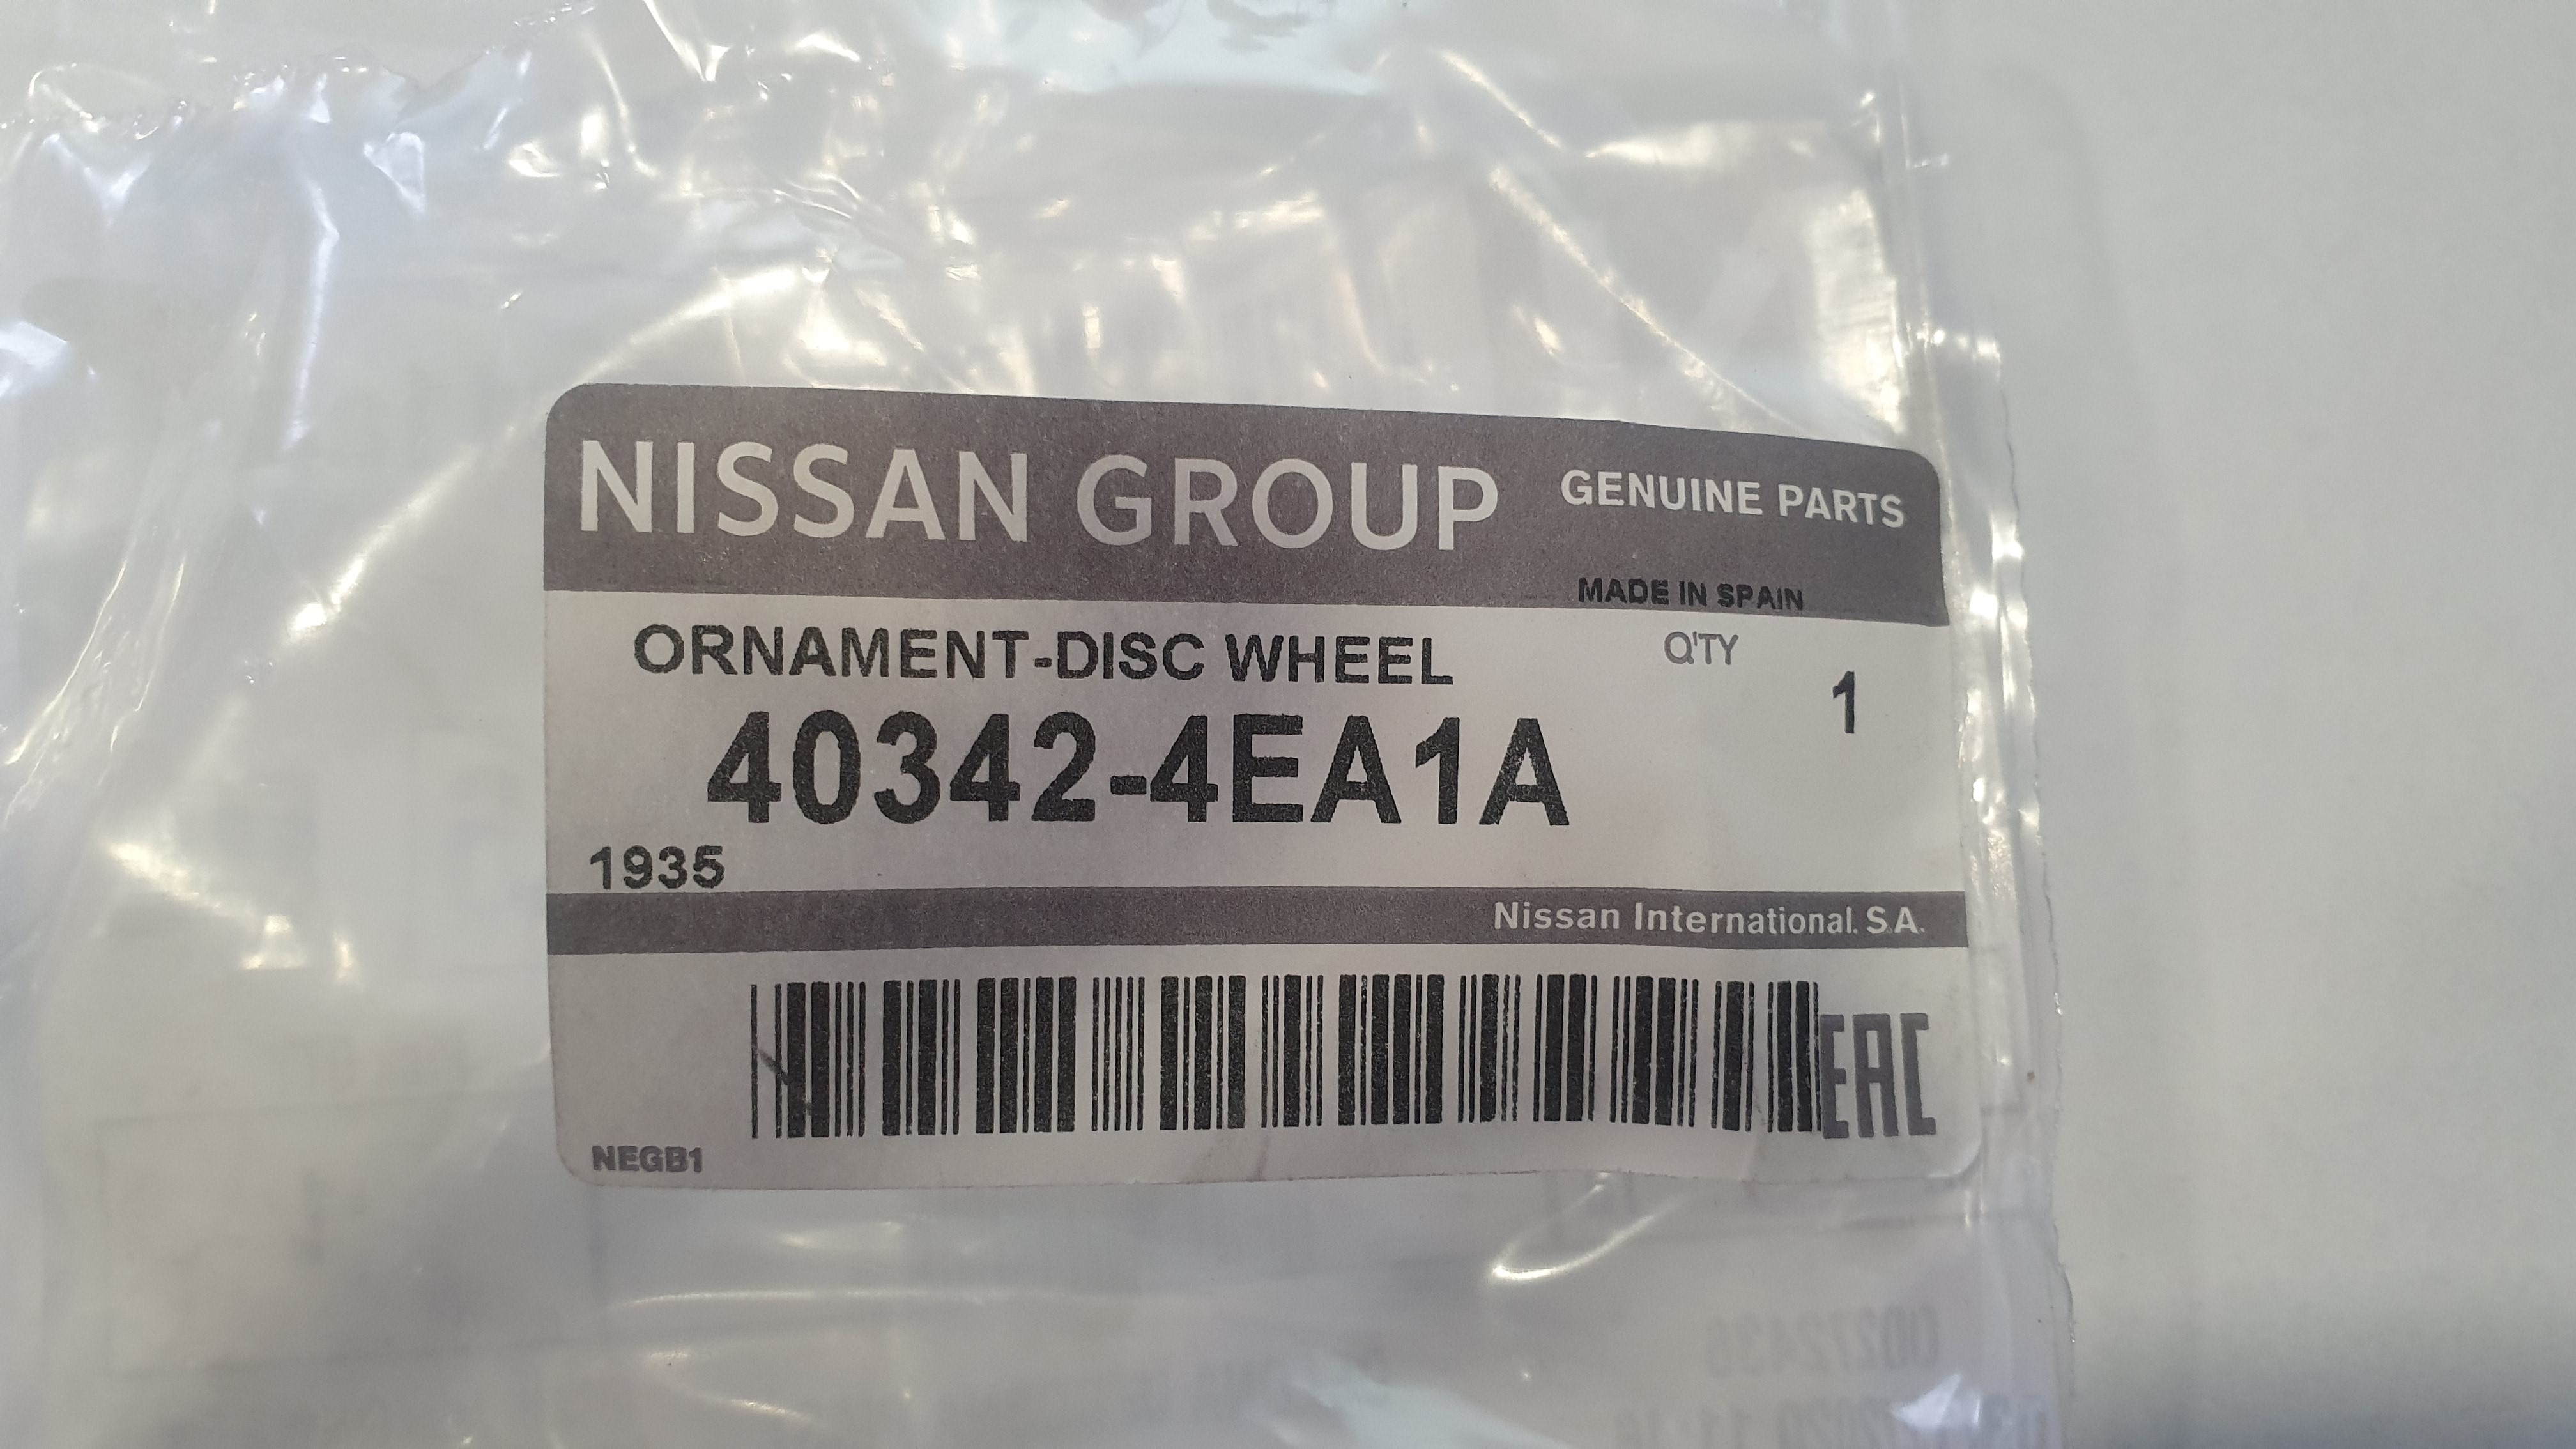 NISSAN GROUP GENUINE PARTS
MADE IN SPAIN
ORNAMENT-DISC WHEEL Q'TY
1
40342-4EA1A
1935
Nissan International. S.A.
EAC
NEGB1
00272436